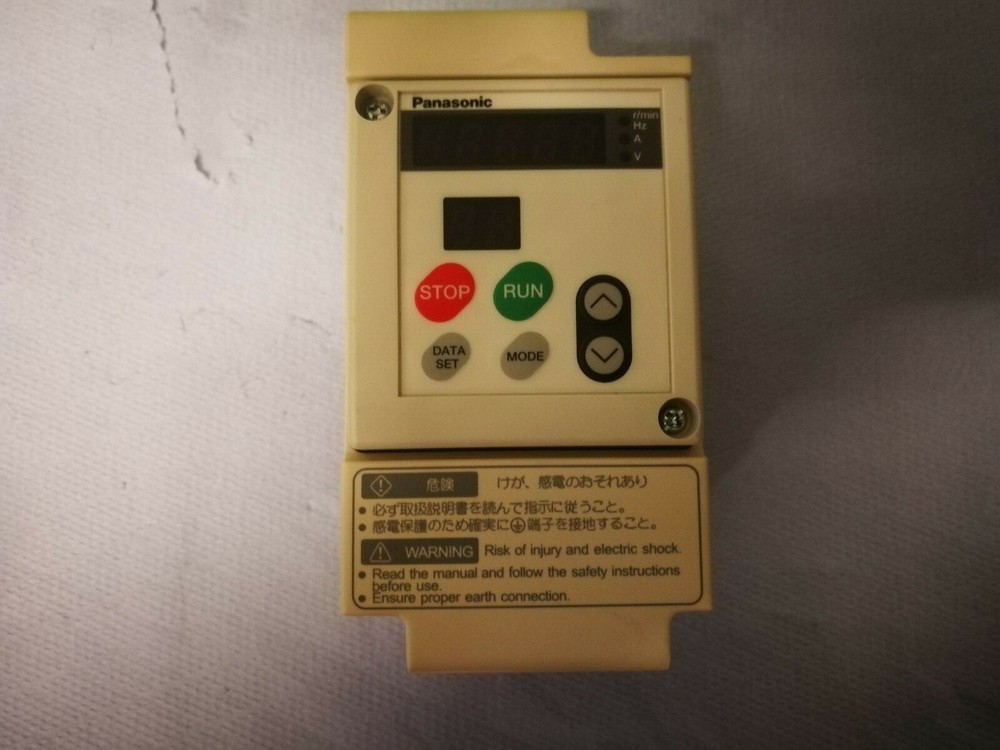 Panasonic
r/min
Hz
A
V
STOP
RUN
DATA
SET
MODE
危険 けが、感電のおそれあり
● 必ず取扱説明書を読んで指示に従うこと。
● 感電保護のため確実に⏚端子を接地すること。
WARNING Risk of injury and electric shock.
● Read the manual and follow the safety instructions
before use.
● Ensure proper earth connection.